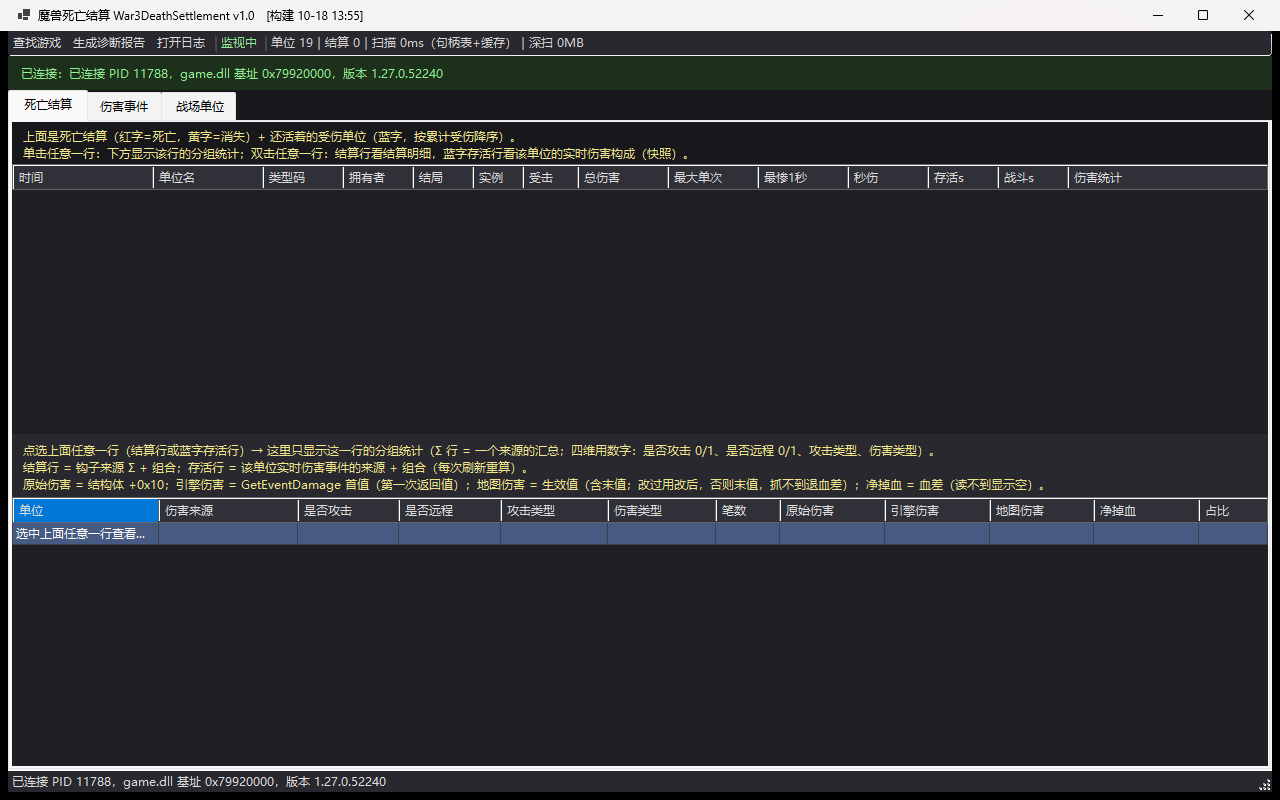 魔兽死亡结算 War3DeathSettlement v1.0   [构建 10-18 13:55]
查找游戏  生成诊断报告  打开日志  | 监视中 | 单位 19 | 结算 0 | 扫描 0ms（句柄表+缓存） | 深扫 0MB
已连接：已连接 PID 11788，game.dll 基址 0x79920000，版本 1.27.0.52240
死亡结算  伤害事件  战场单位
上面是死亡结算（红字=死亡，黄字=消失）+ 还活着的受伤单位（蓝字，按累计受伤降序）。
单击任意一行：下方显示该行的分组统计；双击任意一行：结算行看结算明细，蓝字存活行看该单位的实时伤害构成（快照）。
时间  单位名  类型码  拥有者  结局  实例  受击  总伤害  最大单次  最惨1秒  秒伤  存活s  战斗s  伤害统计
点选上面任意一行（结算行或蓝字存活行）→ 这里只显示这一行的分组统计（Σ 行 = 一个来源的汇总；四维用数字：是否攻击 0/1、是否远程 0/1、攻击类型、伤害类型）。
结算行 = 钩子来源 Σ + 组合；存活行 = 该单位实时伤害事件的来源 + 组合（每次刷新重算）。
原始伤害 = 结构体 +0x10；引擎伤害 = GetEventDamage 首值（第一次返回值）；地图伤害 = 生效值（含末值；改过用改后，否则末值，抓不到退血差）；净掉血 = 血差（读不到显示空）。
单位  伤害来源  是否攻击  是否远程  攻击类型  伤害类型  笔数  原始伤害  引擎伤害  地图伤害  净掉血  占比
选中上面任意一行查看...
已连接 PID 11788，game.dll 基址 0x79920000，版本 1.27.0.52240